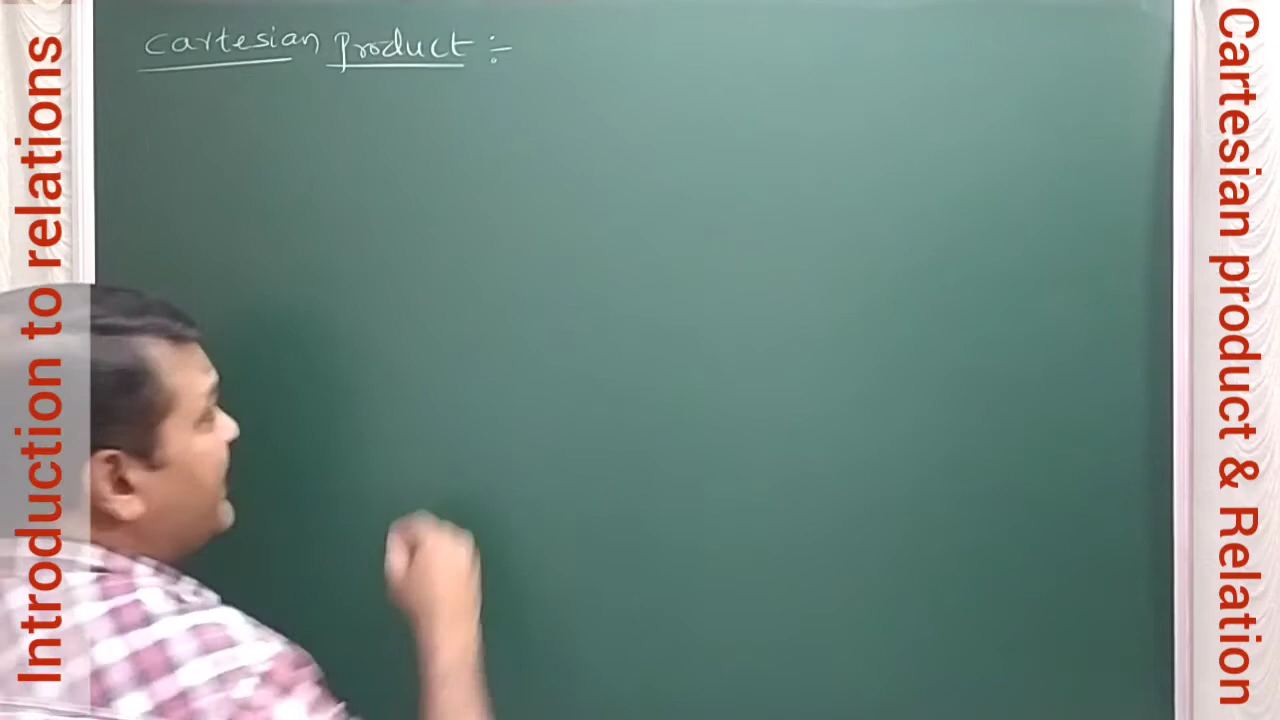 Cartesian product :-
Introduction to relations
Cartesian product & Relation